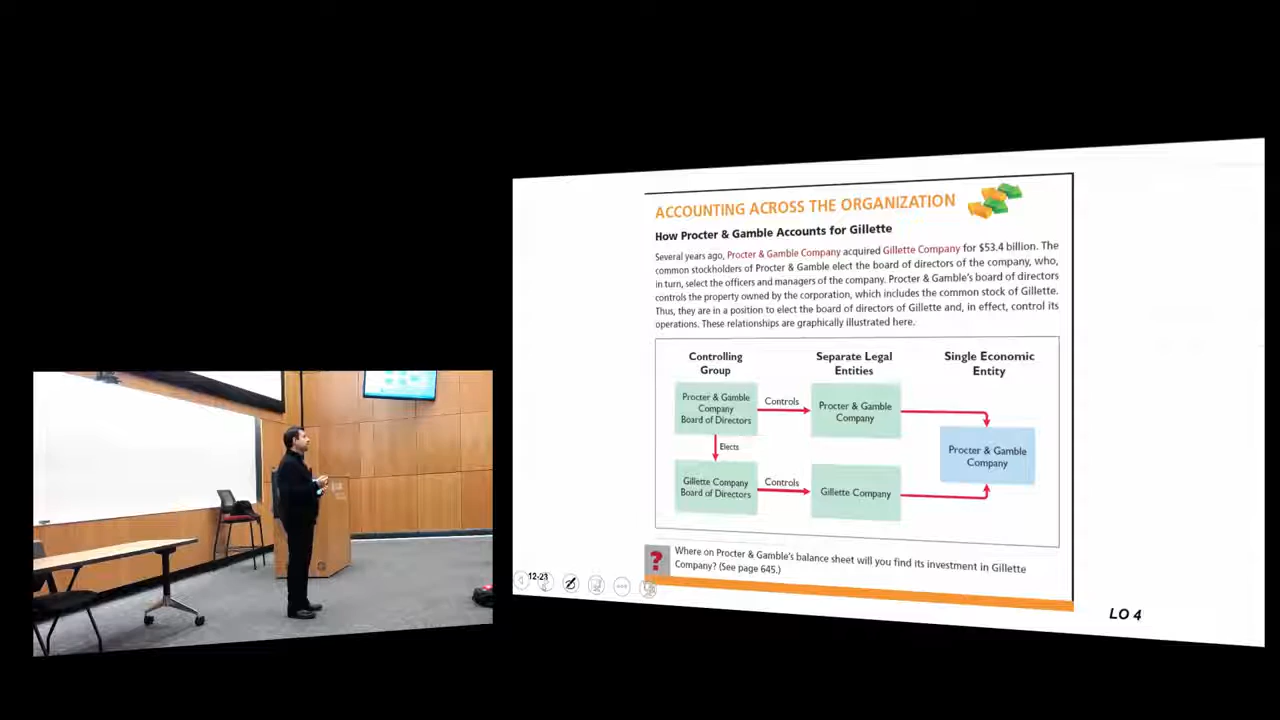 ACCOUNTING ACROSS THE ORGANIZATION
How Procter & Gamble Accounts for Gillette
Several years ago, Procter & Gamble Company acquired Gillette Company for $53.4 billion. The
common stockholders of Procter & Gamble elect the board of directors of the company, who,
in turn, select the officers and managers of the company. Procter & Gamble's board of directors
controls the property owned by the corporation, which includes the common stock of Gillette.
Thus, they are in a position to elect the board of directors of Gillette and, in effect, control its
operations. These relationships are graphically illustrated here.
Controlling
Group
Separate Legal
Entities
Single Economic
Entity
Procter & Gamble
Company
Board of Directors
Controls
Procter & Gamble
Company
Elects
Procter & Gamble
Company
Gillette Company
Board of Directors
Controls
Gillette Company
?
Where on Procter & Gamble's balance sheet will you find its investment in Gillette
Company? (See page 645.)
12-23
LO 4